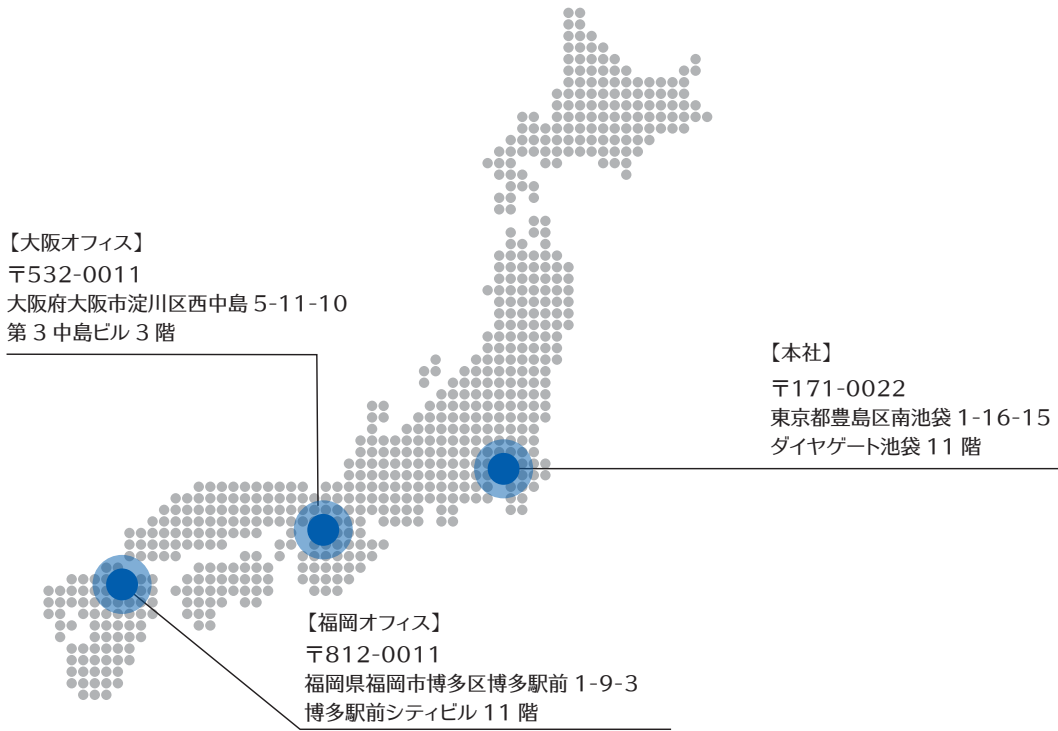 【大阪オフィス】
〒532-0011
大阪府大阪市淀川区西中島 5-11-10
第 3 中島ビル 3 階
【本社】
〒171-0022
東京都豊島区南池袋 1-16-15
ダイヤゲート池袋 11 階
【福岡オフィス】
〒812-0011
福岡県福岡市博多区博多駅前 1-9-3
博多駅前シティビル 11 階